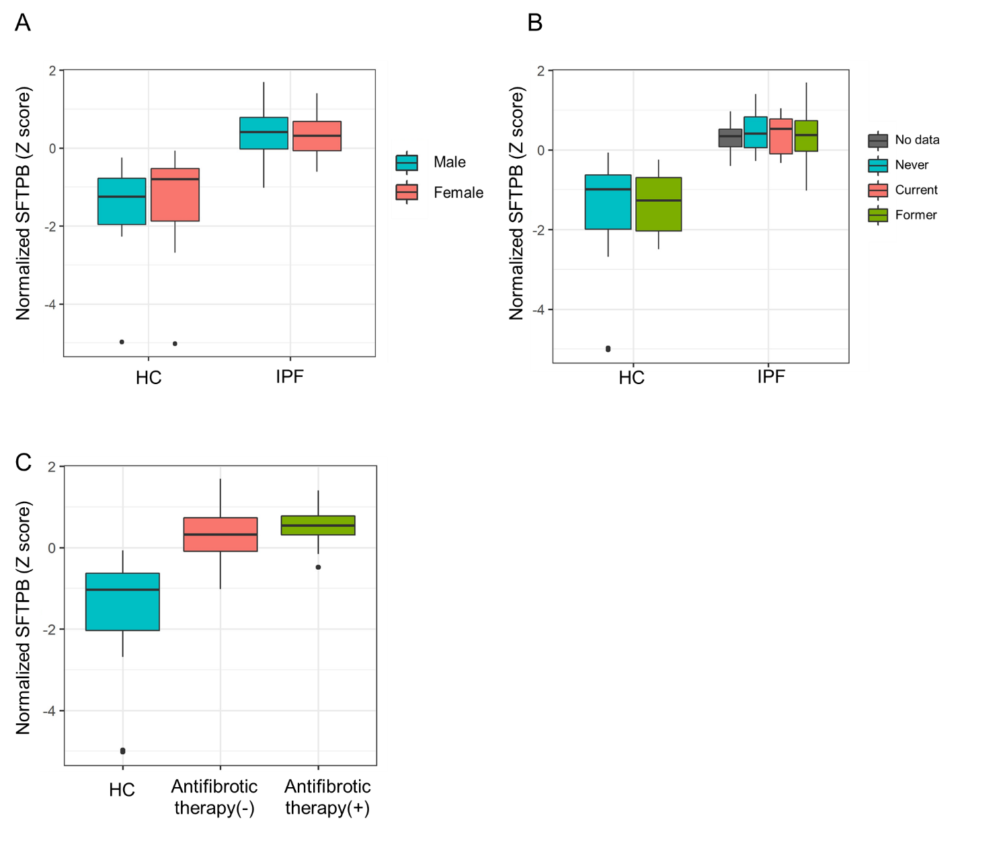 A
Normalized SFTPB (Z score)
2
0
-2
-4
HC
IPF
Male
Female
B
Normalized SFTPB (Z score)
2
0
-2
-4
HC
IPF
No data
Never
Current
Former
C
Normalized SFTPB (Z score)
2
0
-2
-4
HC
Antifibrotic
therapy(-)
Antifibrotic
therapy(+)